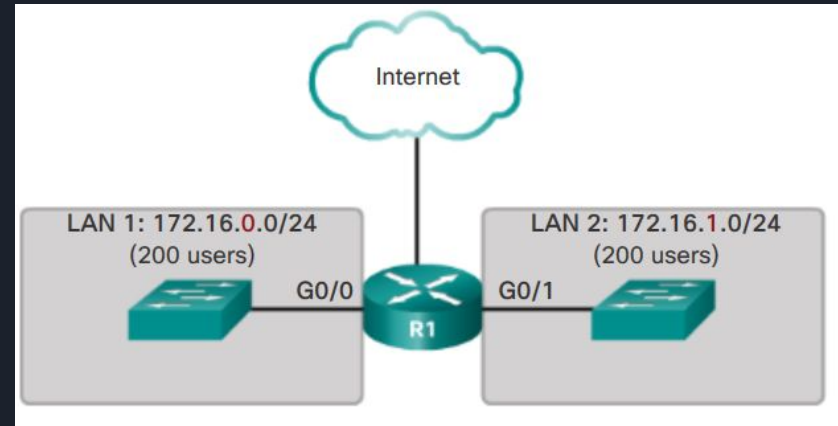 Internet
LAN 1: 172.16.0.0/24
(200 users)
LAN 2: 172.16.1.0/24
(200 users)
G0/0
G0/1
R1